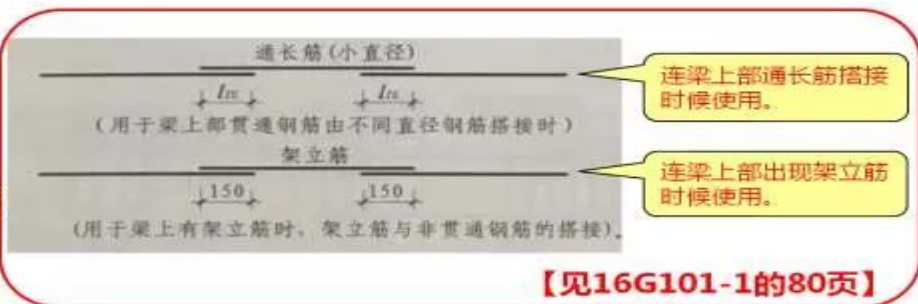 通长筋(小直径)
llE llE
(用于梁上部贯通钢筋由不同直径钢筋搭接时)
架立筋
150 150
(用于梁上有架立筋时,架立筋与非贯通钢筋的搭接)。
连梁上部通长筋搭接
时候使用。
连梁上部出现架立筋
时候使用。
【见16G101-1的80页】